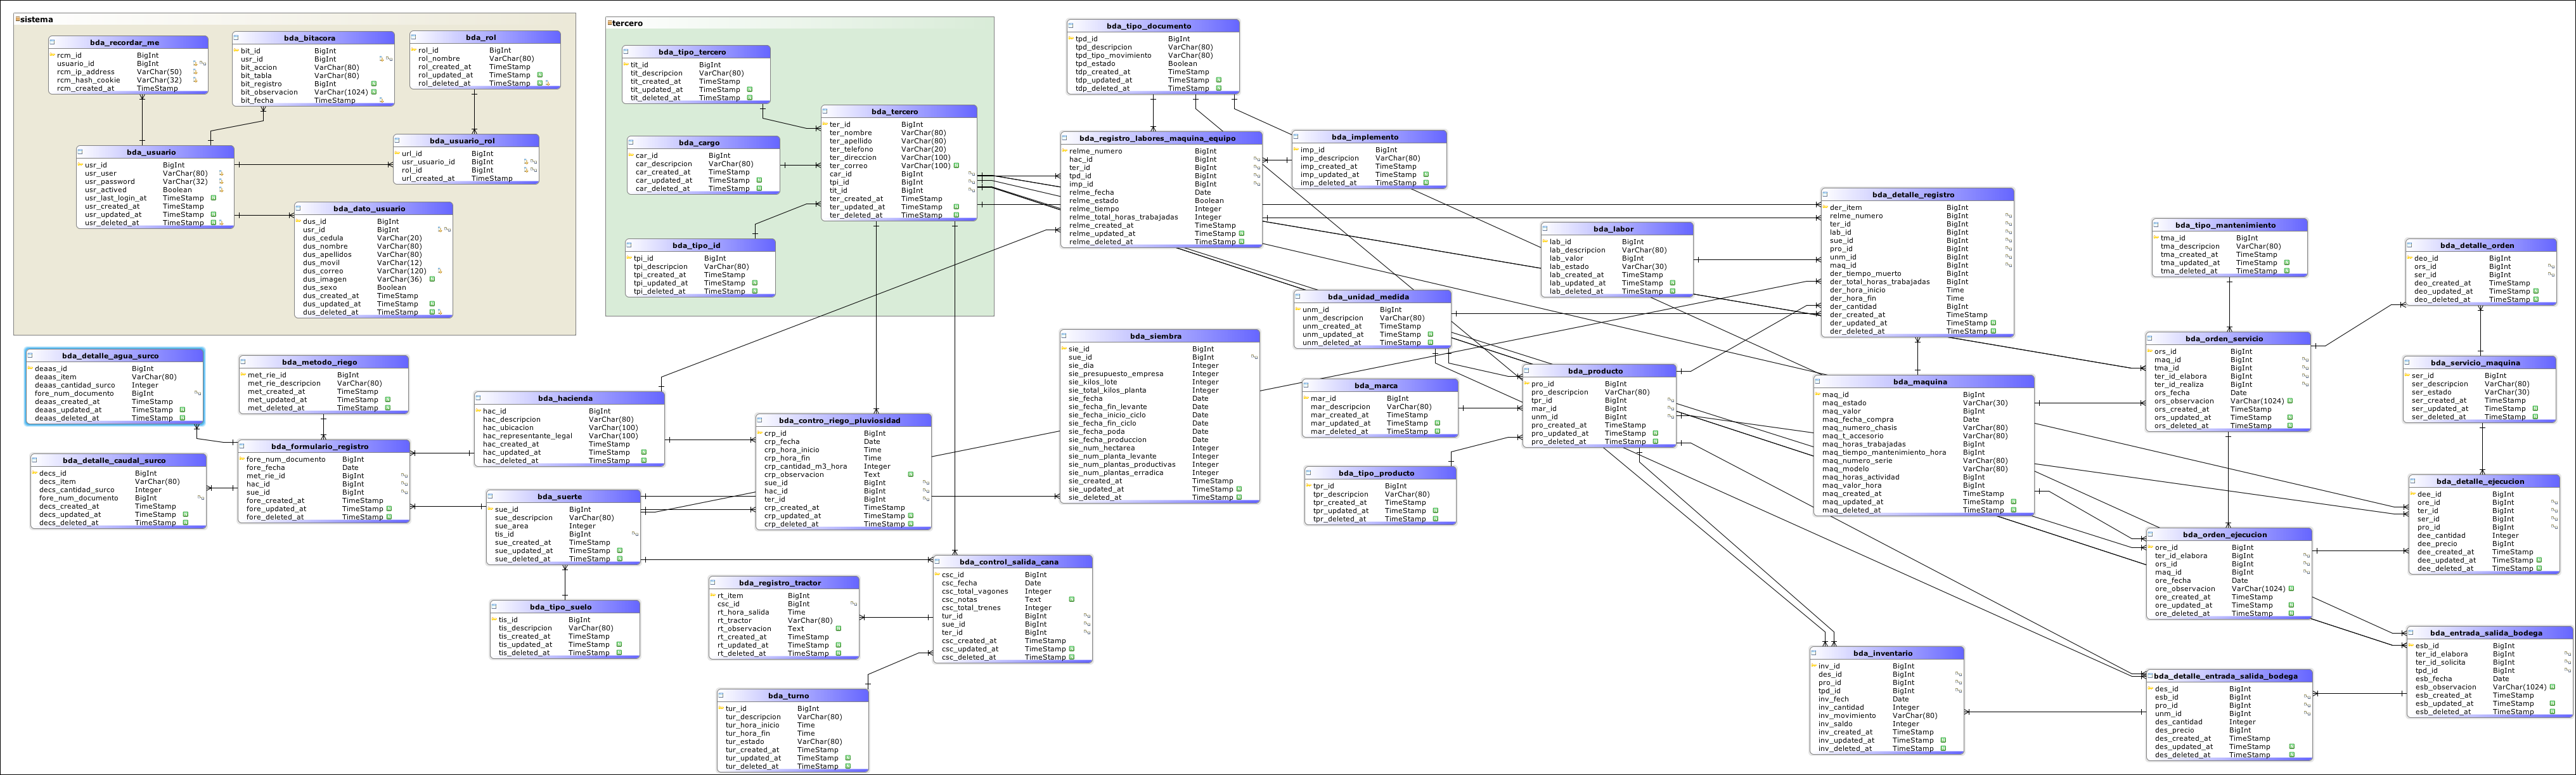 sistema
bda_recordar_me
rcm_id BigInt
usuario_id BigInt
rcm_ip_address VarChar(50)
rcm_hash_cookie VarChar(32)
rcm_created_at TimeStamp
bda_bitacora
bit_id BigInt
usr_id BigInt
bit_accion VarChar(80)
bit_tabla VarChar(80)
bit_registro BigInt
bit_observacion VarChar(1024)
bit_fecha TimeStamp
bda_rol
rol_id BigInt
rol_nombre VarChar(80)
rol_created_at TimeStamp
rol_updated_at TimeStamp
rol_deleted_at TimeStamp
bda_usuario
usr_id BigInt
usr_user VarChar(80)
usr_password VarChar(32)
usr_actived Boolean
usr_last_login_at TimeStamp
usr_created_at TimeStamp
usr_updated_at TimeStamp
usr_deleted_at TimeStamp
bda_usuario_rol
url_id BigInt
usr_usuario_id BigInt
rol_id BigInt
url_created_at TimeStamp
bda_dato_usuario
dus_id BigInt
usr_id BigInt
dus_cedula VarChar(20)
dus_nombre VarChar(80)
dus_apellidos VarChar(80)
dus_movil VarChar(12)
dus_correo VarChar(120)
dus_imagen VarChar(36)
dus_sexo Boolean
dus_created_at TimeStamp
dus_updated_at TimeStamp
dus_deleted_at TimeStamp
tercero
bda_tipo_tercero
tit_id BigInt
tit_descripcion VarChar(80)
tit_created_at TimeStamp
tit_updated_at TimeStamp
tit_deleted_at TimeStamp
bda_cargo
car_id BigInt
car_descripcion VarChar(80)
car_created_at TimeStamp
car_updated_at TimeStamp
car_deleted_at TimeStamp
bda_tipo_id
tpi_id BigInt
tpi_descripcion VarChar(80)
tpi_created_at TimeStamp
tpi_updated_at TimeStamp
tpi_deleted_at TimeStamp
bda_tercero
ter_id BigInt
ter_nombre VarChar(80)
ter_apellido VarChar(80)
ter_telefono VarChar(20)
ter_direccion VarChar(100)
ter_correo VarChar(100)
car_id BigInt
tpi_id BigInt
tit_id BigInt
ter_created_at TimeStamp
ter_updated_at TimeStamp
ter_deleted_at TimeStamp
bda_tipo_documento
tpd_id BigInt
tpd_descripcion VarChar(80)
tpd_tipo_movimiento VarChar(80)
tpd_estado Boolean
tdp_created_at TimeStamp
tdp_updated_at TimeStamp
tdp_deleted_at TimeStamp
bda_registro_labores_maquina_equipo
relme_numero BigInt
hac_id BigInt
ter_id BigInt
tpd_id BigInt
imp_id BigInt
relme_fecha Date
relme_estado Boolean
relme_tiempo Integer
relme_total_horas_trabajadas Integer
relme_created_at TimeStamp
relme_updated_at TimeStamp
relme_deleted_at TimeStamp
bda_implemento
imp_id BigInt
imp_descripcion VarChar(80)
imp_created_at TimeStamp
imp_updated_at TimeStamp
imp_deleted_at TimeStamp
bda_labor
lab_id BigInt
lab_descripcion VarChar(80)
lab_valor BigInt
lab_estado VarChar(30)
lab_created_at TimeStamp
lab_updated_at TimeStamp
lab_deleted_at TimeStamp
bda_detalle_registro
der_item BigInt
relme_numero BigInt
ter_id BigInt
lab_id BigInt
sue_id BigInt
pro_id BigInt
unm_id BigInt
maq_id BigInt
der_tiempo_muerto BigInt
der_total_horas_trabajadas BigInt
der_hora_inicio Time
der_hora_fin Time
der_cantidad BigInt
der_created_at TimeStamp
der_updated_at TimeStamp
der_deleted_at TimeStamp
bda_tipo_mantenimiento
tma_id BigInt
tma_descripcion VarChar(80)
tma_created_at TimeStamp
tma_updated_at TimeStamp
tma_deleted_at TimeStamp
bda_detalle_orden
deo_id BigInt
ors_id BigInt
ser_id BigInt
deo_created_at TimeStamp
deo_updated_at TimeStamp
deo_deleted_at TimeStamp
bda_unidad_medida
unm_id BigInt
unm_descripcion VarChar(80)
unm_created_at TimeStamp
unm_updated_at TimeStamp
unm_deleted_at TimeStamp
bda_siembra
sie_id BigInt
sue_id BigInt
sie_dia Integer
sie_presupuesto_empresa Integer
sie_kilos_lote Integer
sie_total_kilos_planta Integer
sie_fecha Date
sie_fecha_fin_levante Date
sie_fecha_inicio_ciclo Date
sie_fecha_fin_ciclo Date
sie_fecha_poda Date
sie_fecha_produccion Date
sie_num_hectarea Integer
sie_num_planta_levante Integer
sie_num_plantas_productivas Integer
sie_num_plantas_erradica Integer
sie_created_at TimeStamp
sie_updated_at TimeStamp
sie_deleted_at TimeStamp
bda_marca
mar_id BigInt
mar_descripcion VarChar(80)
mar_created_at TimeStamp
mar_updated_at TimeStamp
mar_deleted_at TimeStamp
bda_tipo_producto
tpr_id BigInt
tpr_descripcion VarChar(80)
tpr_created_at TimeStamp
tpr_updated_at TimeStamp
tpr_deleted_at TimeStamp
bda_producto
pro_id BigInt
pro_descripcion VarChar(80)
tpr_id BigInt
mar_id BigInt
unm_id BigInt
pro_created_at TimeStamp
pro_updated_at TimeStamp
pro_deleted_at TimeStamp
bda_maquina
maq_id BigInt
maq_estado VarChar(30)
maq_valor BigInt
maq_fecha_compra Date
maq_numero_chasis VarChar(80)
maq_t_accesorio VarChar(80)
maq_horas_trabajadas BigInt
maq_tiempo_mantenimiento_hora BigInt
maq_numero_serie VarChar(80)
maq_modelo VarChar(80)
maq_horas_actividad BigInt
maq_valor_hora BigInt
maq_created_at TimeStamp
maq_updated_at TimeStamp
maq_deleted_at TimeStamp
bda_orden_servicio
ors_id BigInt
maq_id BigInt
tma_id BigInt
ter_id_elabora BigInt
ter_id_realiza BigInt
ors_fecha Date
ors_observacion VarChar(1024)
ors_created_at TimeStamp
ors_updated_at TimeStamp
ors_deleted_at TimeStamp
bda_servicio_maquina
ser_id BigInt
ser_descripcion VarChar(80)
ser_estado VarChar(30)
ser_created_at TimeStamp
ser_updated_at TimeStamp
ser_deleted_at TimeStamp
bda_detalle_ejecucion
dee_id BigInt
ore_id BigInt
ter_id BigInt
ser_id BigInt
pro_id BigInt
dee_cantidad Integer
dee_precio BigInt
dee_created_at TimeStamp
dee_updated_at TimeStamp
dee_deleted_at TimeStamp
bda_orden_ejecucion
ore_id BigInt
ter_id_elabora BigInt
ors_id BigInt
maq_id BigInt
ore_fecha Date
ore_observacion VarChar(1024)
ore_created_at TimeStamp
ore_updated_at TimeStamp
ore_deleted_at TimeStamp
bda_detalle_agua_surco
deaas_id BigInt
deaas_item VarChar(80)
deaas_cantidad_surco Integer
fore_num_documento BigInt
deaas_created_at TimeStamp
deaas_updated_at TimeStamp
deaas_deleted_at TimeStamp
bda_metodo_riego
met_rie_id BigInt
met_rie_descripcion VarChar(80)
met_created_at TimeStamp
met_updated_at TimeStamp
met_deleted_at TimeStamp
bda_detalle_caudal_surco
decs_id BigInt
decs_item VarChar(80)
decs_cantidad_surco Integer
fore_num_documento BigInt
decs_created_at TimeStamp
decs_updated_at TimeStamp
decs_deleted_at TimeStamp
bda_formulario_registro
fore_num_documento BigInt
fore_fecha Date
met_rie_id BigInt
hac_id BigInt
sue_id BigInt
fore_created_at TimeStamp
fore_updated_at TimeStamp
fore_deleted_at TimeStamp
bda_hacienda
hac_id BigInt
hac_descripcion VarChar(80)
hac_ubicacion VarChar(100)
hac_representante_legal VarChar(100)
hac_created_at TimeStamp
hac_updated_at TimeStamp
hac_deleted_at TimeStamp
bda_suerte
sue_id BigInt
sue_descripcion VarChar(80)
sue_area Integer
tis_id BigInt
sue_created_at TimeStamp
sue_updated_at TimeStamp
sue_deleted_at TimeStamp
bda_tipo_suelo
tis_id BigInt
tis_descripcion VarChar(80)
tis_created_at TimeStamp
tis_updated_at TimeStamp
tis_deleted_at TimeStamp
bda_contro_riego_pluviosidad
crp_id BigInt
crp_fecha Date
crp_hora_inicio Time
crp_hora_fin Time
crp_cantidad_m3_hora Integer
crp_observacion Text
sue_id BigInt
hac_id BigInt
ter_id BigInt
crp_created_at TimeStamp
crp_updated_at TimeStamp
crp_deleted_at TimeStamp
bda_control_salida_cana
csc_id BigInt
csc_fecha Date
csc_total_vagones Integer
csc_notas Text
csc_total_trenes Integer
tur_id BigInt
sue_id BigInt
ter_id BigInt
csc_created_at TimeStamp
csc_updated_at TimeStamp
csc_deleted_at TimeStamp
bda_registro_tractor
rt_item BigInt
csc_id BigInt
rt_hora_salida Time
rt_tractor VarChar(80)
rt_observacion Text
rt_created_at TimeStamp
rt_updated_at TimeStamp
rt_deleted_at TimeStamp
bda_turno
tur_id BigInt
tur_descripcion VarChar(80)
tur_hora_inicio Time
tur_hora_fin Time
tur_estado VarChar(80)
tur_created_at TimeStamp
tur_updated_at TimeStamp
tur_deleted_at TimeStamp
bda_inventario
inv_id BigInt
des_id BigInt
pro_id BigInt
tpd_id BigInt
inv_fech Date
inv_cantidad Integer
inv_movimiento VarChar(80)
inv_saldo Integer
inv_created_at TimeStamp
inv_updated_at TimeStamp
inv_deleted_at TimeStamp
bda_detalle_entrada_salida_bodega
des_id BigInt
esb_id BigInt
pro_id BigInt
unm_id BigInt
des_cantidad Integer
des_precio BigInt
des_created_at TimeStamp
des_updated_at TimeStamp
des_deleted_at TimeStamp
bda_entrada_salida_bodega
esb_id BigInt
ter_id_elabora BigInt
ter_id_solicita BigInt
tpd_id BigInt
esb_fecha Date
esb_observacion VarChar(1024)
esb_created_at TimeStamp
esb_updated_at TimeStamp
esb_deleted_at TimeStamp